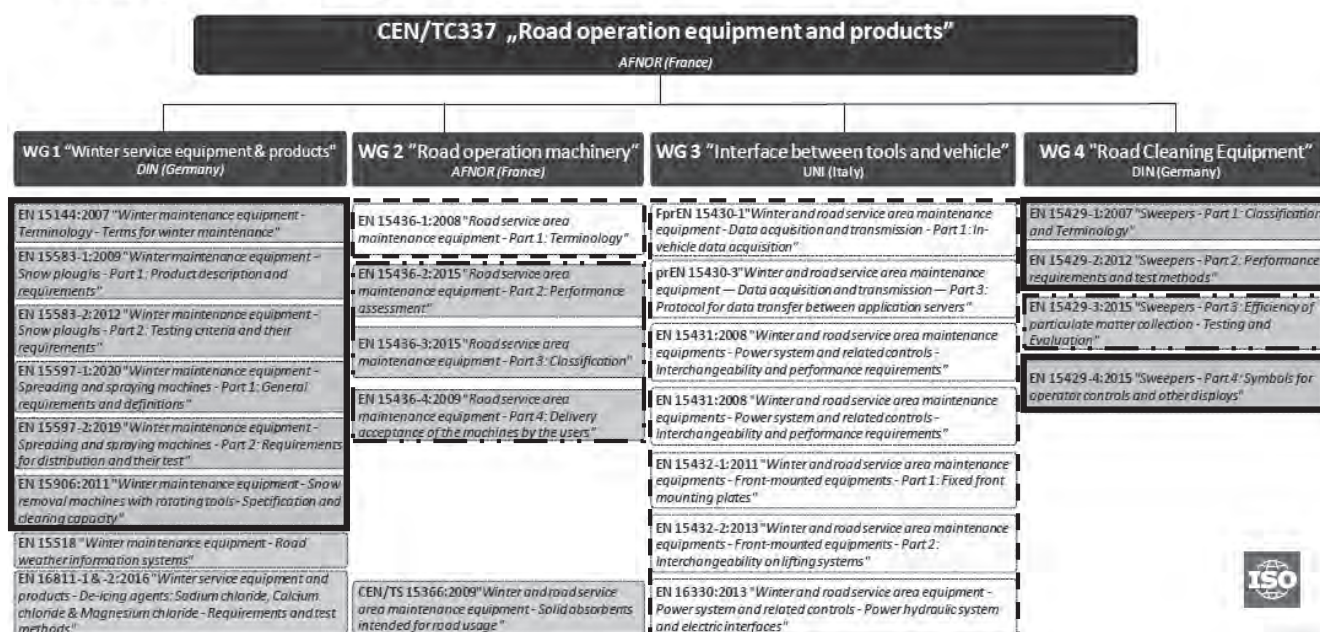 CEN/TC337 „Road operation equipment and products"
AFNOR (France)
WG 1 "Winter service equipment & products"
DIN (Germany)
EN 15144:2007 "Winter maintenance equipment -
Terminology - Terms for winter maintenance"
EN 15583-1:2009 "Winter maintenance equipment –
Snow ploughs - Part 1: Product description and
requirements"
EN 15583-2:2012 "Winter maintenance equipment -
Snow ploughs - Part 2: Testing criteria and their
requirements"
EN 15597-1:2020 "Winter maintenance equipment -
Spreading and spraying machines - Part 1: General
requirements and definitions"
EN 15597-2:2019 "Winter maintenance equipment -
Spreading and spraying machines - Part 2: Requirements
for distribution and their test"
EN 15906:2011 "Winter maintenance equipment - Snow
removal machines with rotating tools - Specification and
clearing capacity"
EN 15518 "Winter maintenance equipment - Road
weather information systems"
EN 16811-1 & -2:2016 "Winter service equipment and
products - De-icing agents: Sodium chloride, Calcium
chloride & Magnesium chloride - Requirements and test
methods"
WG 2 "Road operation machinery"
AFNOR (France)
EN 15436-1:2008 "Road service area
maintenance equipment - Part 1: Terminology"
EN 15436-2:2015 "Road service area
maintenance equipment - Part 2: Performance
assessment"
EN 15436-3:2015 "Road service area
maintenance equipment - Part 3: Classification"
EN 15436-4:2009 "Road service area
maintenance equipment - Part 4: Delivery
acceptance of the machines by the users"
CEN/TS 15366:2009 "Winter and road service
area maintenance equipment - Solid absorbents
intended for road usage"
WG 3 "Interface between tools and vehicle"
UNI (Italy)
FprEN 15430-1 "Winter and road service area maintenance
equipment - Data acquisition and transmission - Part 1: In-
vehicle data acquisition"
prEN 15430-3 "Winter and road service area maintenance
equipment — Data acquisition and transmission — Part 3:
Protocol for data transfer between application servers"
EN 15431:2008 "Winter and road service area maintenance
equipments - Power system and related controls -
Interchangeability and performance requirements"
EN 15431:2008 "Winter and road service area maintenance
equipments - Power system and related controls -
Interchangeability and performance requirements"
EN 15432-1:2011 "Winter and road service area maintenance
equipments - Front-mounted equipments - Part 1: Fixed front
mounting plates"
EN 15432-2:2013 "Winter and road service area maintenance
equipments - Front-mounted equipments - Part 2:
Interchangeability on lifting systems"
EN 16330:2013 "Winter and road service area equipment -
Power system and related controls - Power hydraulic system
and electric interfaces"
WG 4 "Road Cleaning Equipment"
DIN (Germany)
EN 15429-1:2007 "Sweepers - Part 1: Classification
and Terminology"
EN 15429-2:2012 "Sweepers - Part 2: Performance
requirements and test methods"
EN 15429-3:2015 "Sweepers - Part 3: Efficiency of
particulate matter collection - Testing and
Evaluation"
EN 15429-4:2015 "Sweepers - Part 4: Symbols for
operator controls and other displays"
ISO